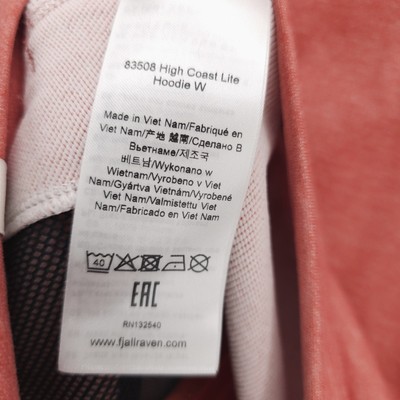 83508 High Coast Lite
Hoodie W
Made in Viet Nam/Fabriqué en
Viet Nam/产地 越南/Сделано В
Вьетнаме/제조국
베트남/Wykonano w
Wietnam/Vyrobeno v Viet
Nam/Gyártva Vietnám/Vyrobené
Viet Nam/Valmistettu Viet
Nam/Fabricado en Viet Nam
40
EAC
RN132540
www.fjallraven.com